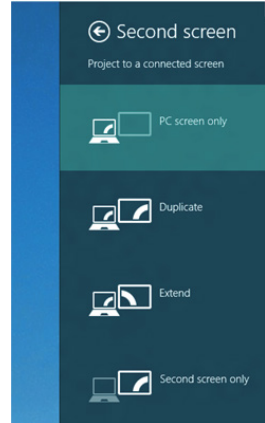 Second screen
Project to a connected screen
PC screen only
Duplicate
Extend
Second screen only